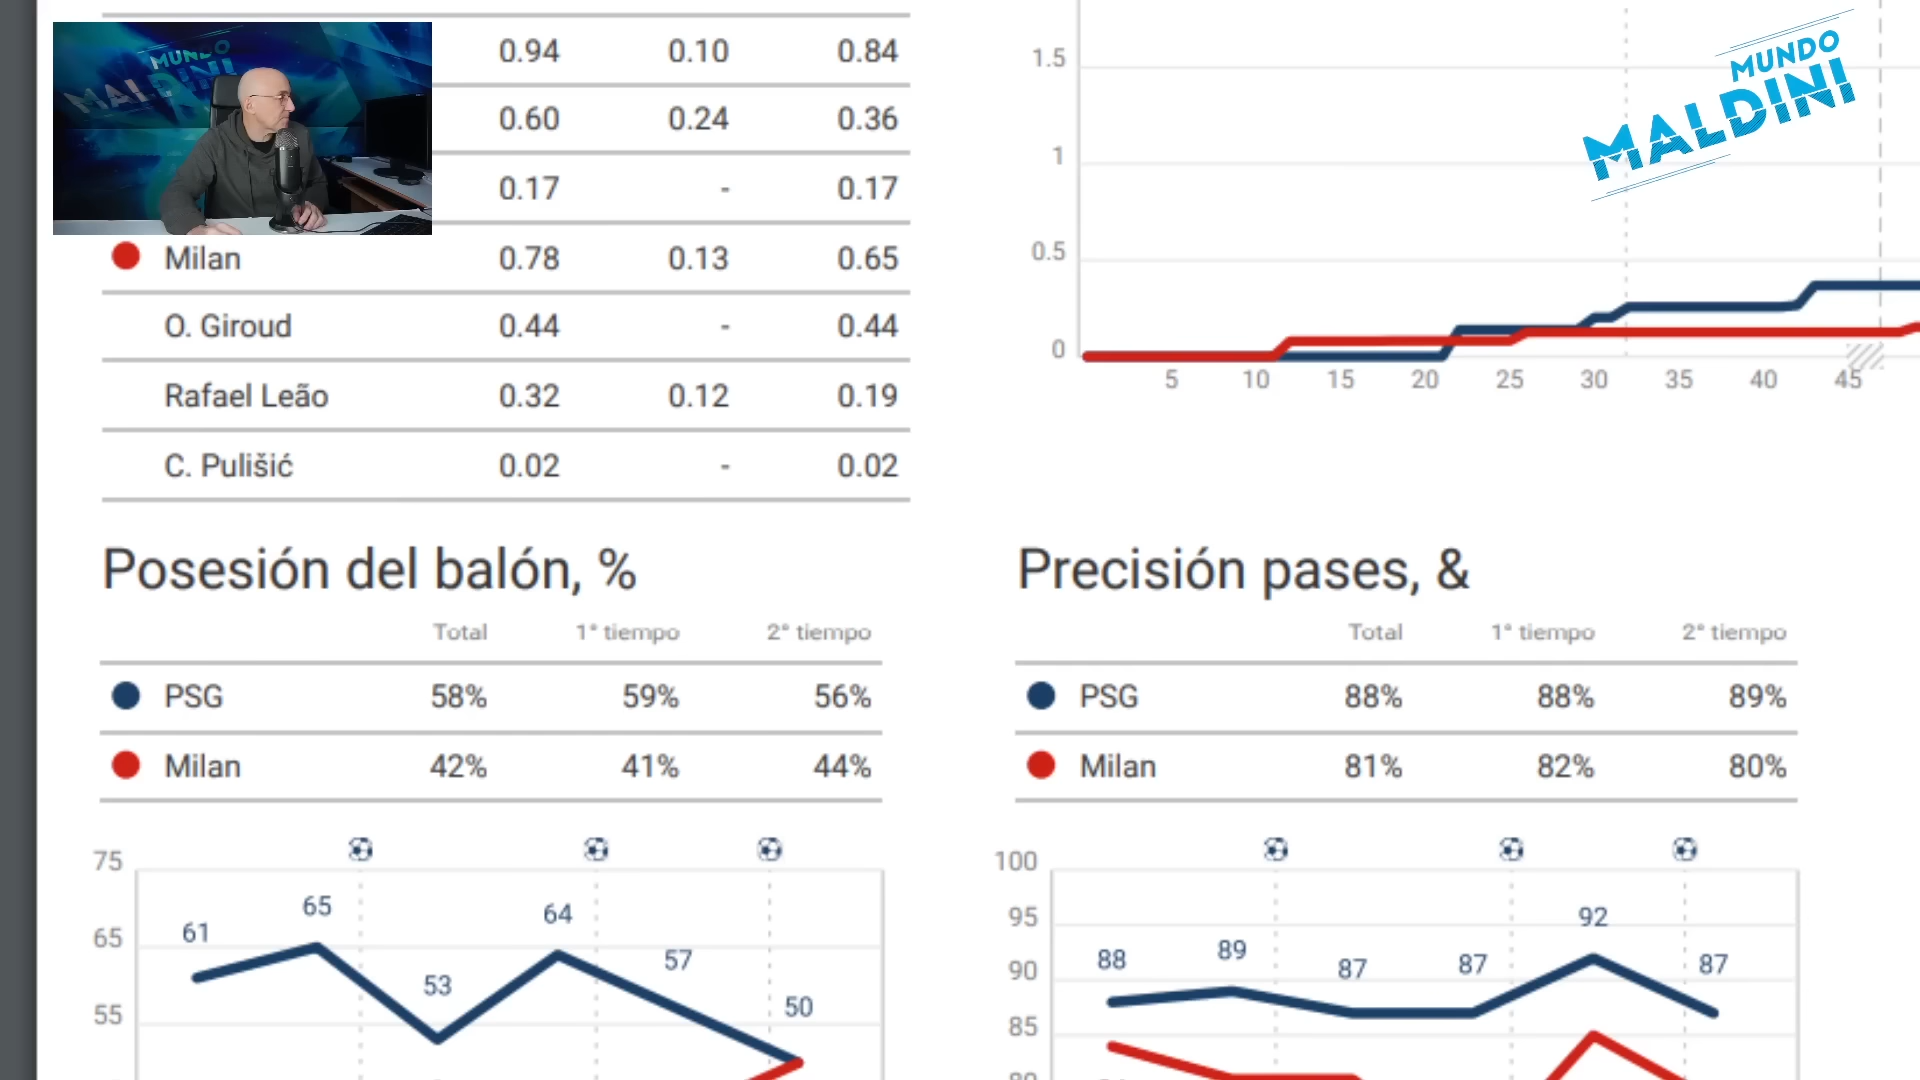 MUNDO
MALDINI
MUNDO
MALDINI
0.94 0.10 0.84
0.60 0.24 0.36
0.17 - 0.17
Milan 0.78 0.13 0.65
O. Giroud 0.44 - 0.44
Rafael Leão 0.32 0.12 0.19
C. Pulišić 0.02 - 0.02
1.5
1
0.5
0
5 10 15 20 25 30 35 40 45
Posesión del balón, %
Total 1° tiempo 2° tiempo
PSG 58% 59% 56%
Milan 42% 41% 44%
75
65
55
61 65 53 64 57 50
Precisión pases, &
Total 1° tiempo 2° tiempo
PSG 88% 88% 89%
Milan 81% 82% 80%
100
95
90
85
88 89 87 87 92 87